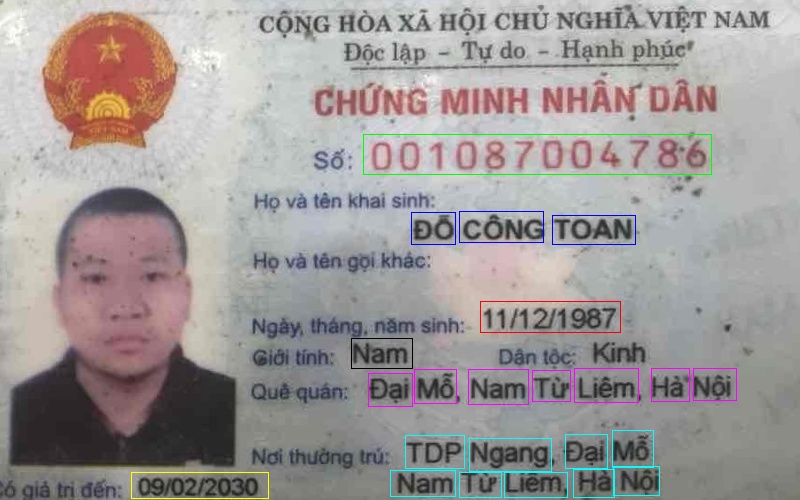 CỘNG HÒA XÃ HỘI CHỦ NGHĨA VIỆT NAM
Độc lập - Tự do - Hạnh phúc
CHỨNG MINH NHÂN DÂN
Số: 001087004786
Họ và tên khai sinh:
ĐỖ CÔNG TOAN
Họ và tên gọi khác:
Ngày, tháng, năm sinh: 11/12/1987
Giới tính: Nam Dân tộc: Kinh
Quê quán: Đại Mỗ, Nam Từ Liêm, Hà Nội
Nơi thường trú: TDP Ngang, Đại Mỗ
Nam Từ Liêm, Hà Nội
Có giá trị đến: 09/02/2030